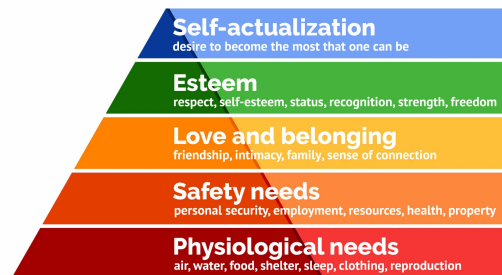 Self-actualization
desire to become the most that one can be
Esteem
respect, self-esteem, status, recognition, strength, freedom
Love and belonging
friendship, intimacy, family, sense of connection
Safety needs
personal security, employment, resources, health, property
Physiological needs
air, water, food, shelter, sleep, clothing, reproduction